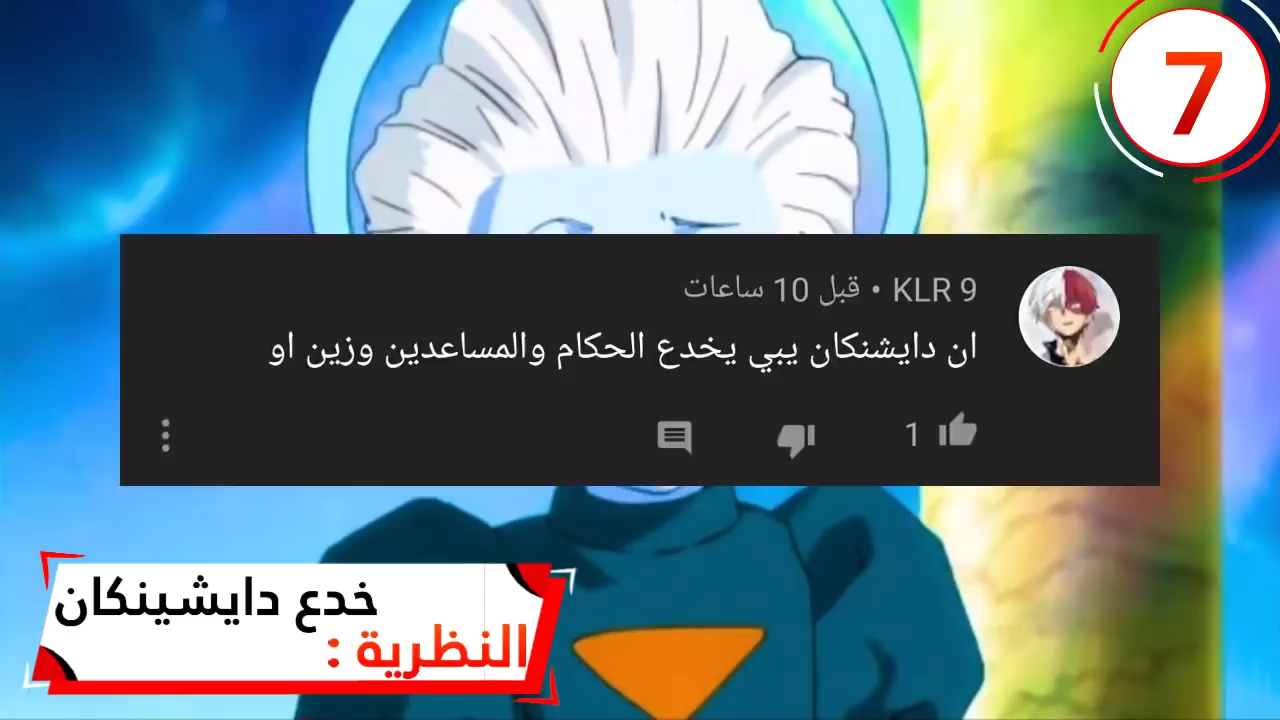 7
KLR 9 • قبل 10 ساعات
ان دايشنكان يبي يخدع الحكام والمساعدين وزين او
1
خدع دايشينكان
النظرية :